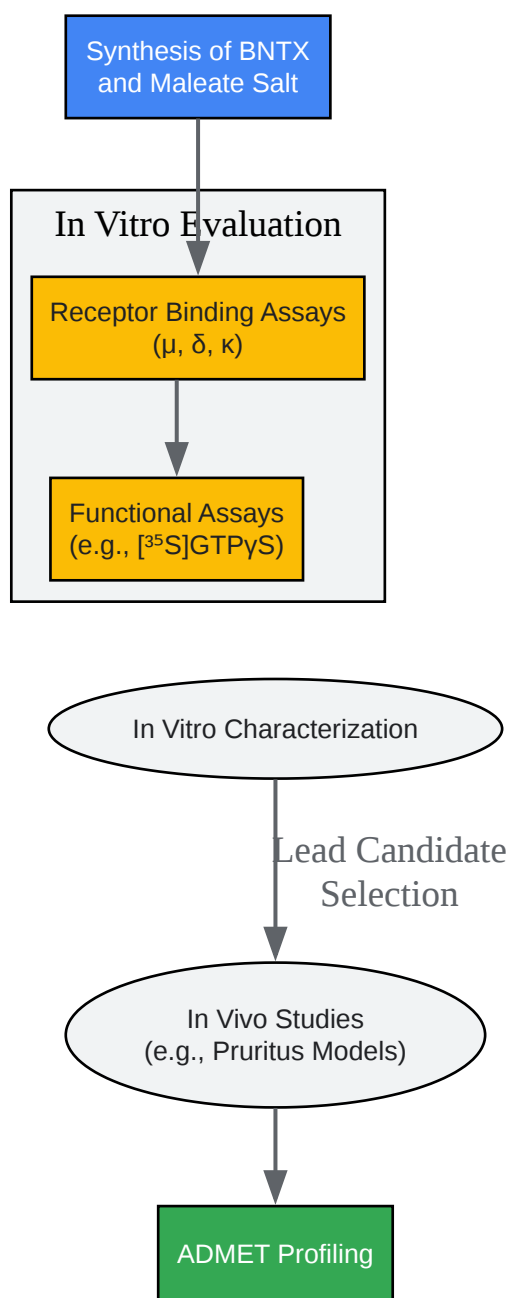 Synthesis of BNTX
and Maleate Salt
In Vitro Evaluation
Receptor Binding Assays
(μ, δ, κ)
Functional Assays
(e.g., [³⁵S]GTPγS)
In Vitro Characterization
Lead Candidate
Selection
In Vivo Studies
(e.g., Pruritus Models)
ADMET Profiling